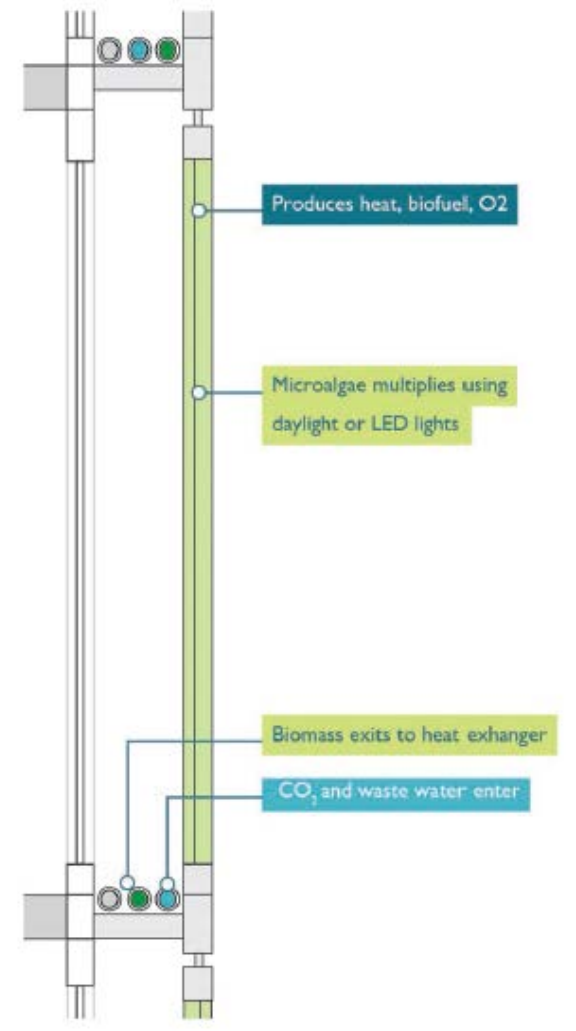 Produces heat, biofuel, O2
Microalgae multiplies using
daylight or LED lights
Biomass exits to heat exhanger
CO₂ and waste water enter